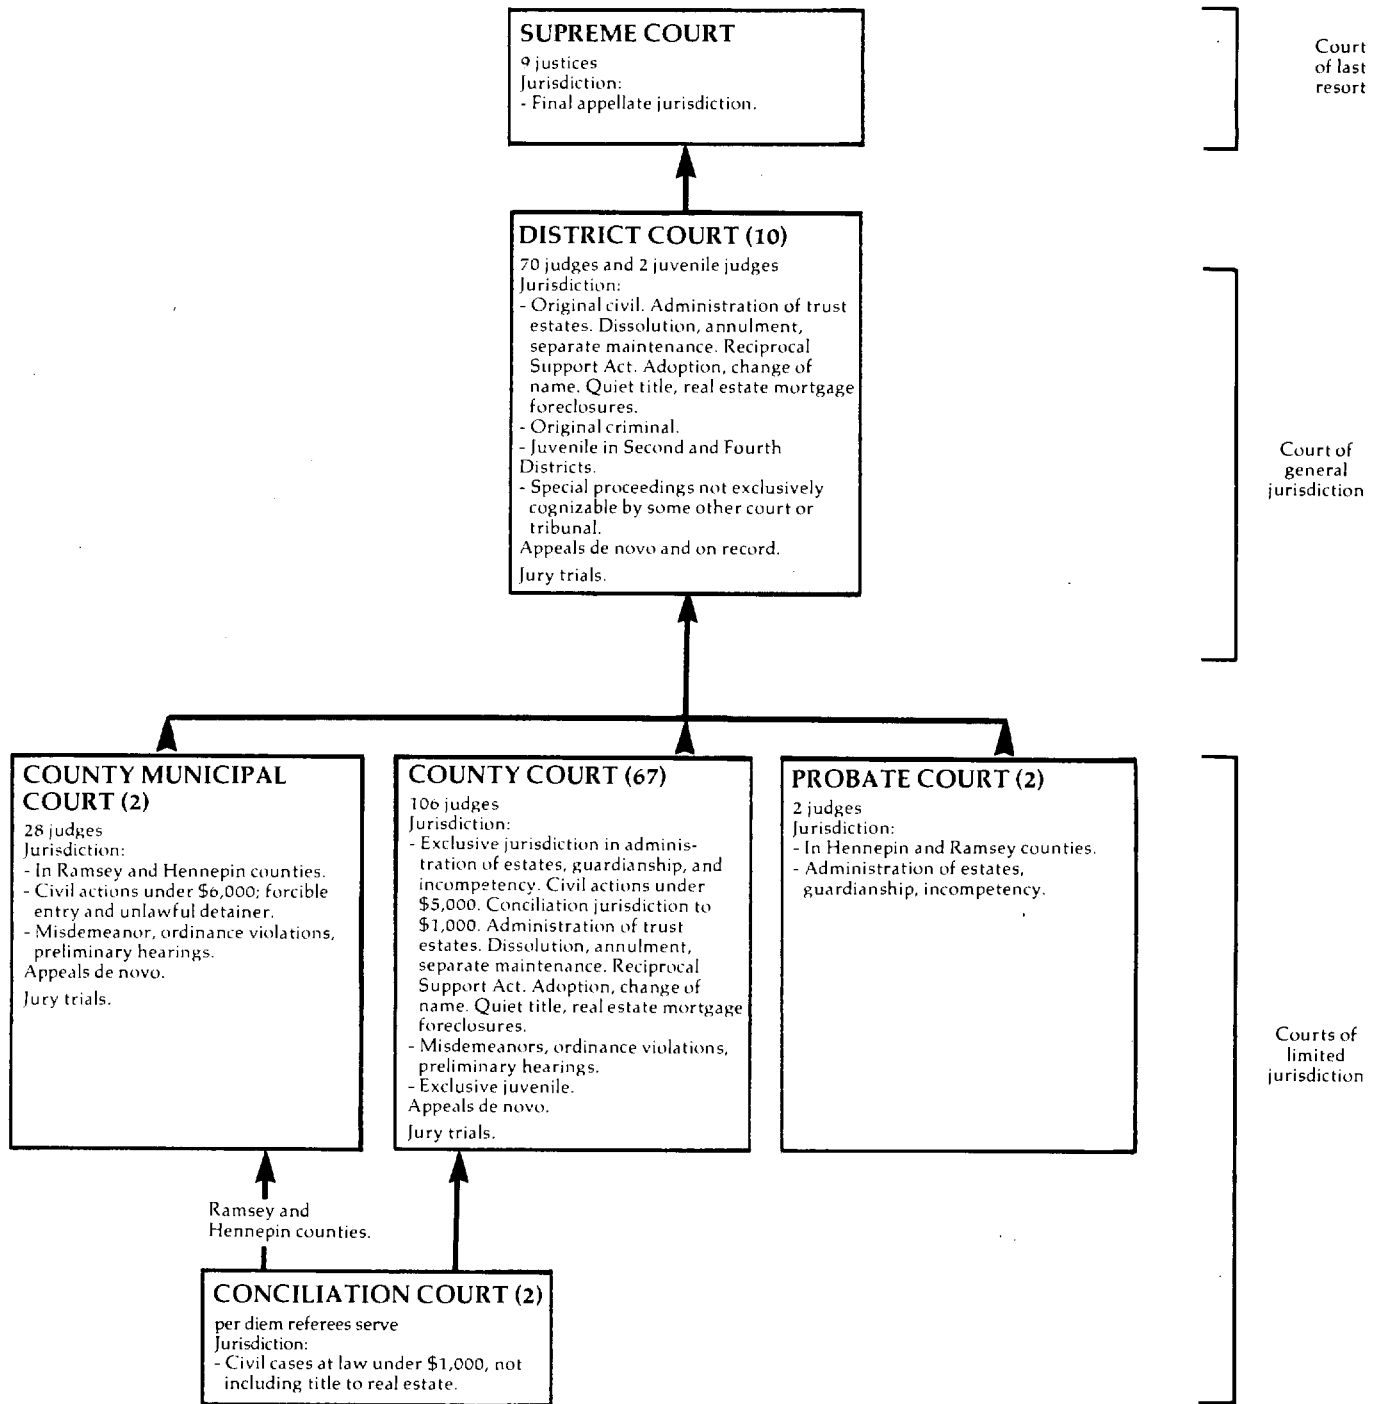 SUPREME COURT
9 justices
Jurisdiction:
- Final appellate jurisdiction.
Court
of last
resort
DISTRICT COURT (10)
70 judges and 2 juvenile judges
Jurisdiction:
- Original civil. Administration of trust
estates. Dissolution, annulment,
separate maintenance. Reciprocal
Support Act. Adoption, change of
name. Quiet title, real estate mortgage
foreclosures.
- Original criminal.
- Juvenile in Second and Fourth
Districts.
- Special proceedings not exclusively
cognizable by some other court or
tribunal.
Appeals de novo and on record.
Jury trials.
Court of
general
jurisdiction
COUNTY MUNICIPAL
COURT (2)
28 judges
Jurisdiction:
- In Ramsey and Hennepin counties.
- Civil actions under $6,000; forcible
entry and unlawful detainer.
- Misdemeanor, ordinance violations,
preliminary hearings.
Appeals de novo.
Jury trials.
COUNTY COURT (67)
106 judges
Jurisdiction:
- Exclusive jurisdiction in adminis-
tration of estates, guardianship, and
incompetency. Civil actions under
$5,000. Conciliation jurisdiction to
$1,000. Administration of trust
estates. Dissolution, annulment,
separate maintenance. Reciprocal
Support Act. Adoption, change of
name. Quiet title, real estate mortgage
foreclosures.
- Misdemeanors, ordinance violations,
preliminary hearings.
- Exclusive juvenile.
Appeals de novo.
Jury trials.
PROBATE COURT (2)
2 judges
Jurisdiction:
- In Hennepin and Ramsey counties.
- Administration of estates,
guardianship, incompetency.
Courts of
limited
jurisdiction
Ramsey and
Hennepin counties.
CONCILIATION COURT (2)
per diem referees serve
Jurisdiction:
- Civil cases at law under $1,000, not
including title to real estate.